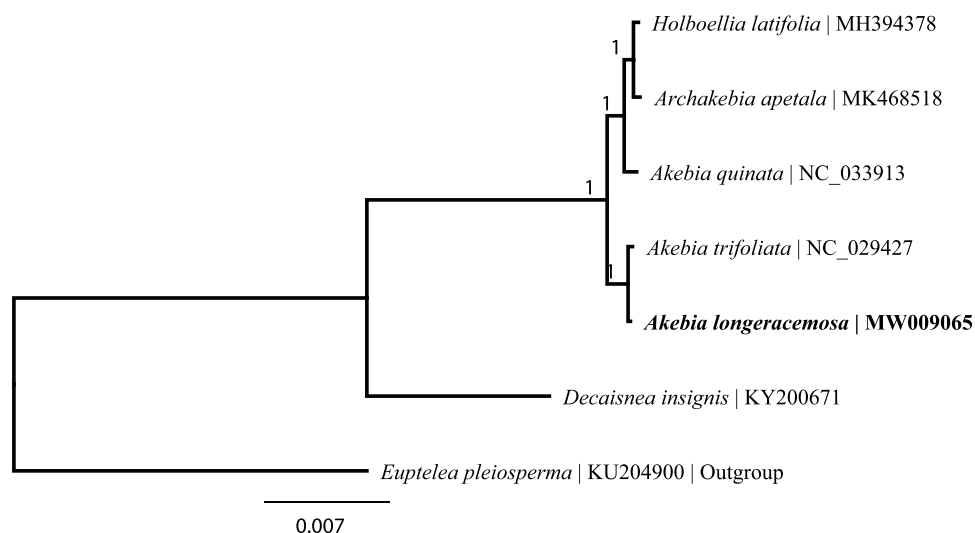 Holboellia latifolia | MH394378
1
Archakebia apetala | MK468518
1
Akebia quinata | NC_033913
1
Akebia trifoliata | NC_029427
1
Akebia longeracemosa | MW009065
Decaisnea insignis | KY200671
Euptelea pleiosperma | KU204900 | Outgroup
0.007